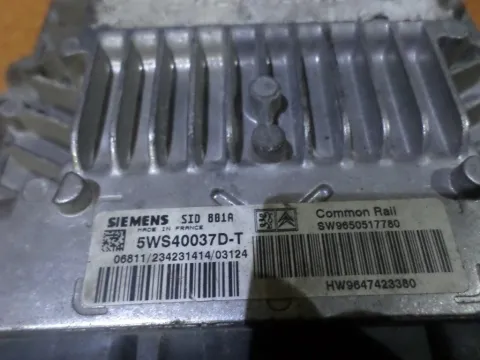 SIEMENS SID 801A
MADE IN FRANCE
5WS40037D-T
06811/234231414/03124
Common Rail
SW9650517780
HW9647423380